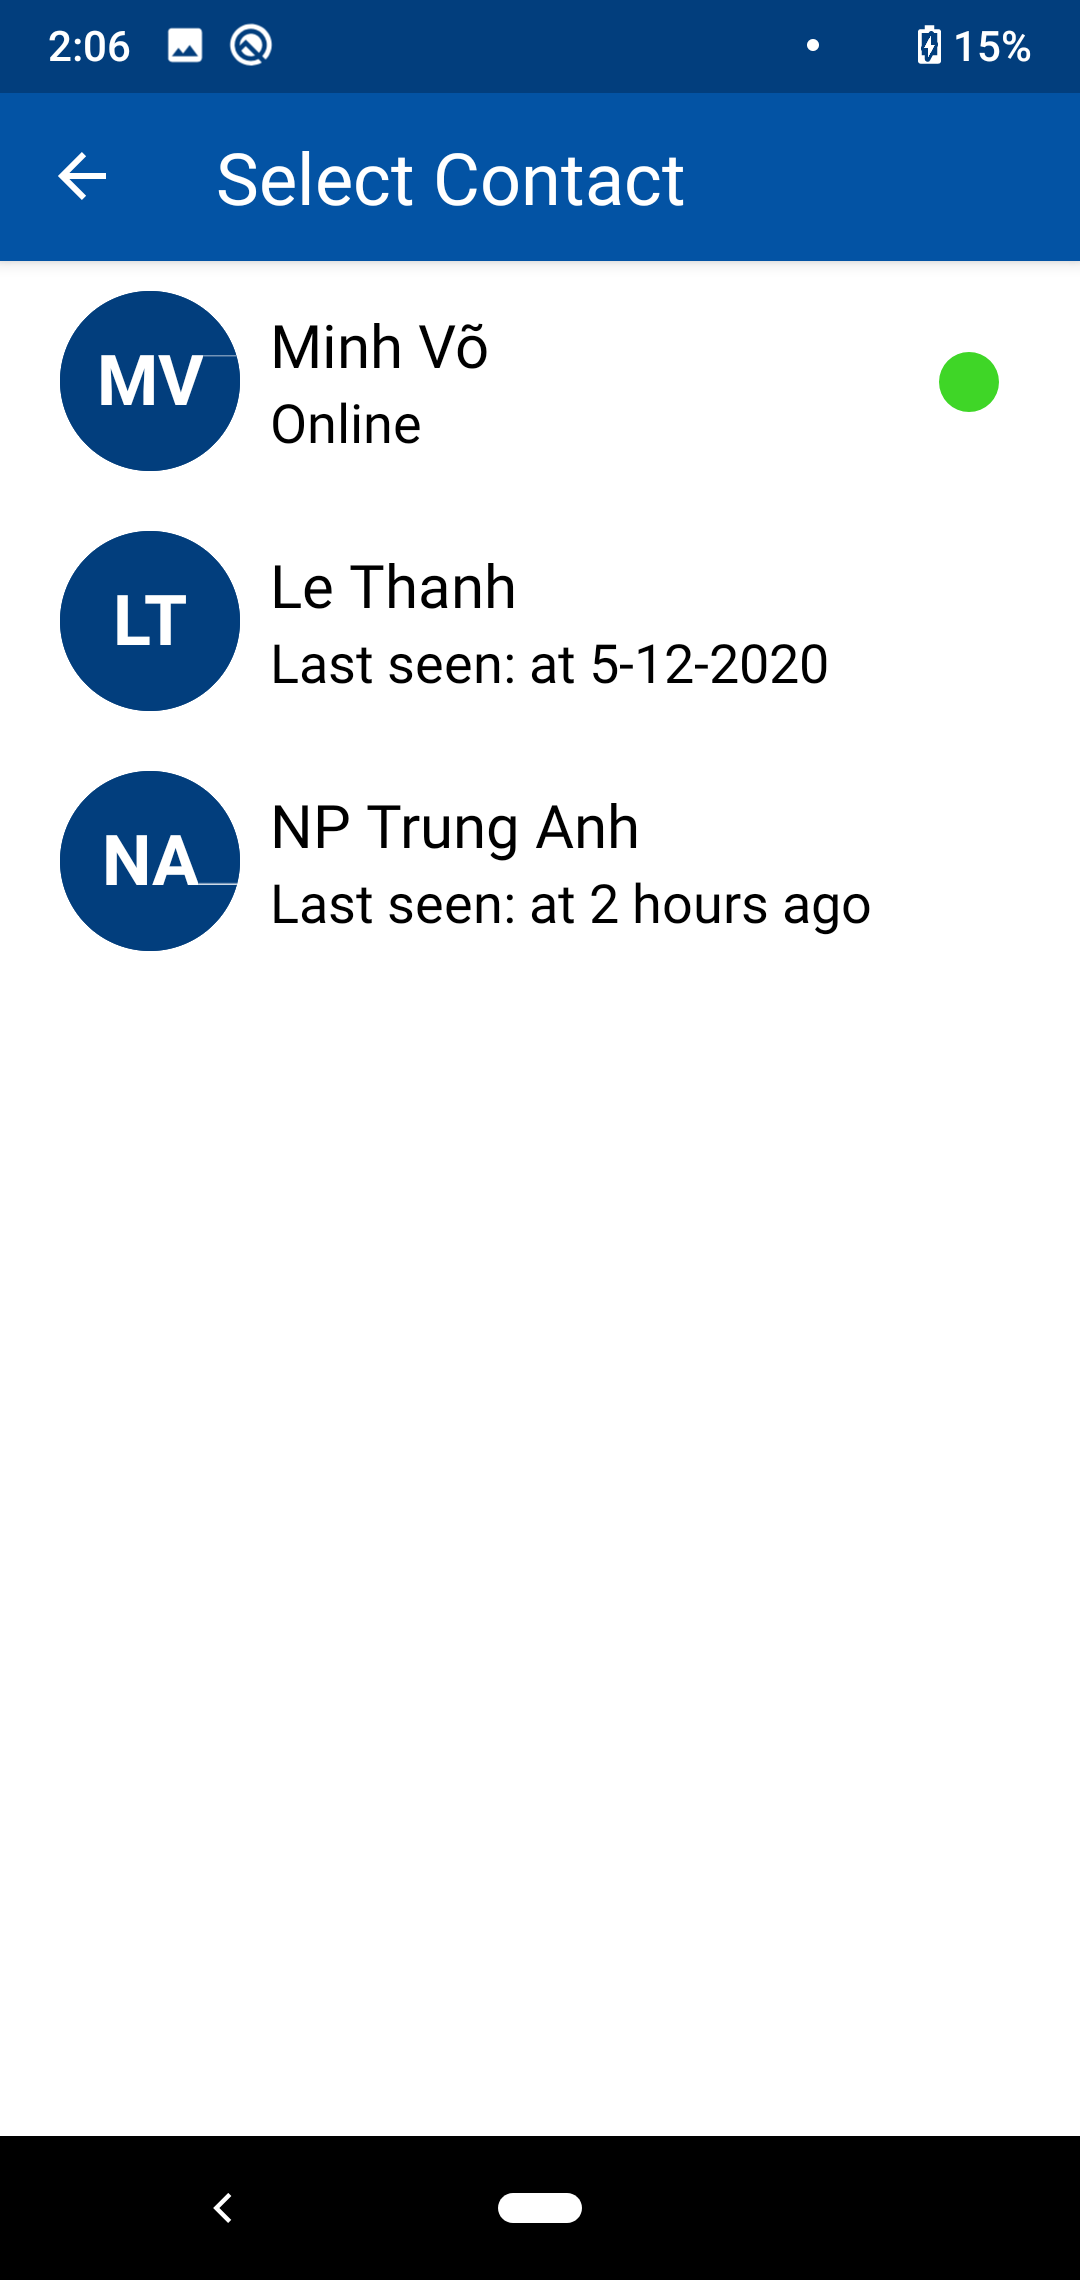 2:06 15%
Select Contact
MV
Minh Võ
Online
LT
Le Thanh
Last seen: at 5-12-2020
NA
NP Trung Anh
Last seen: at 2 hours ago